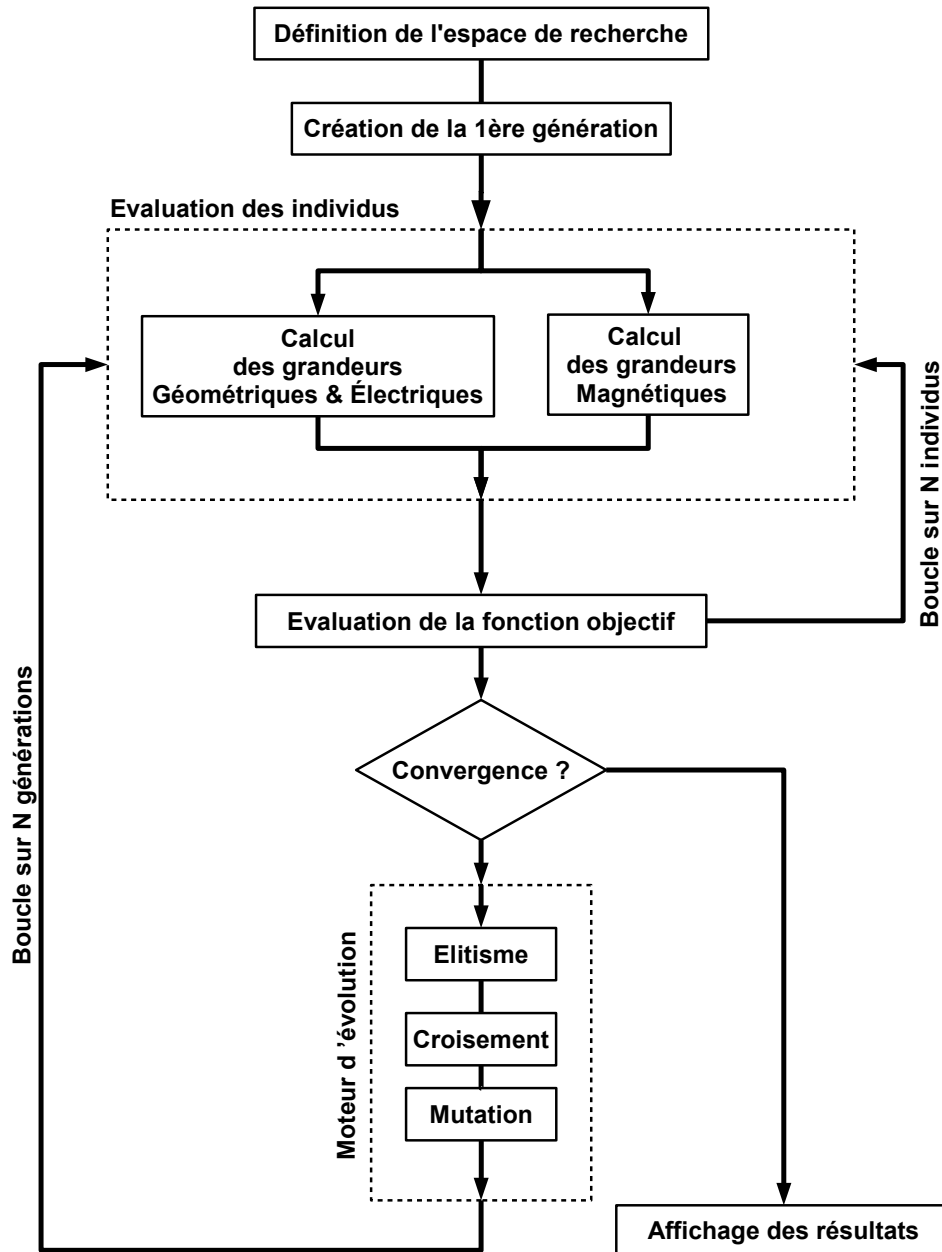 Définition de l'espace de recherche
Création de la 1ère génération
Evaluation des individus
Calcul
des grandeurs
Géométriques & Électriques
Calcul
des grandeurs
Magnétiques
Boucle sur N individus
Evaluation de la fonction objectif
Convergence ?
Boucle sur N générations
Moteur d ’évolution
Elitisme
Croisement
Mutation
Affichage des résultats